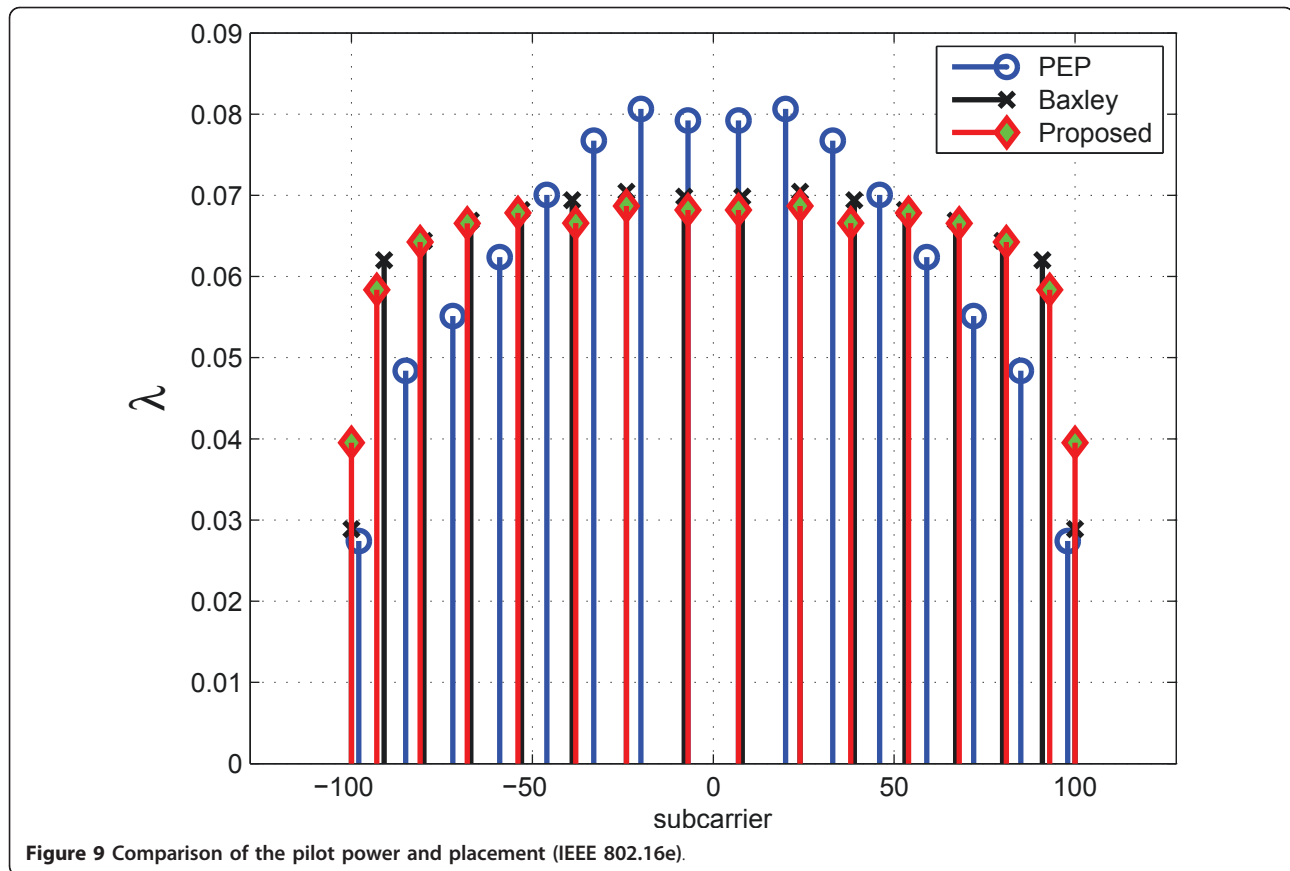 0.09
0.08
0.07
0.06
0.05
0.04
0.03
0.02
0.01
0
λ
PEP
Baxley
Proposed
−100
−50
0
50
100
subcarrier
Figure 9 Comparison of the pilot power and placement (IEEE 802.16e).